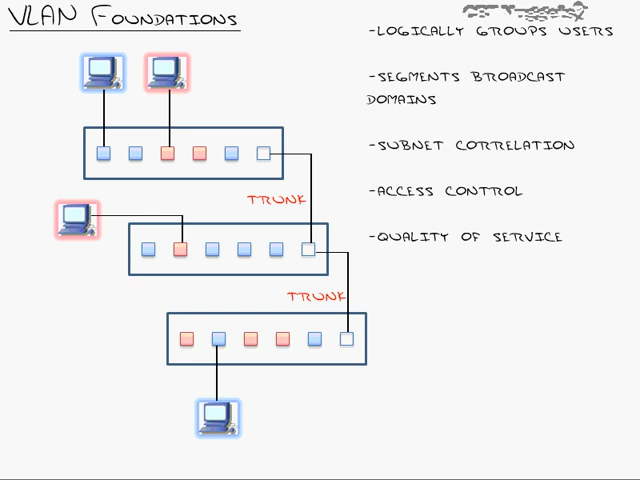 VLAN FOUNDATIONS
-LOGICALLY GROUPS USERS
-SEGMENTS BROADCAST
DOMAINS
-SUBNET CORRELATION
-ACCESS CONTROL
-QUALITY OF SERVICE
TRUNK
TRUNK